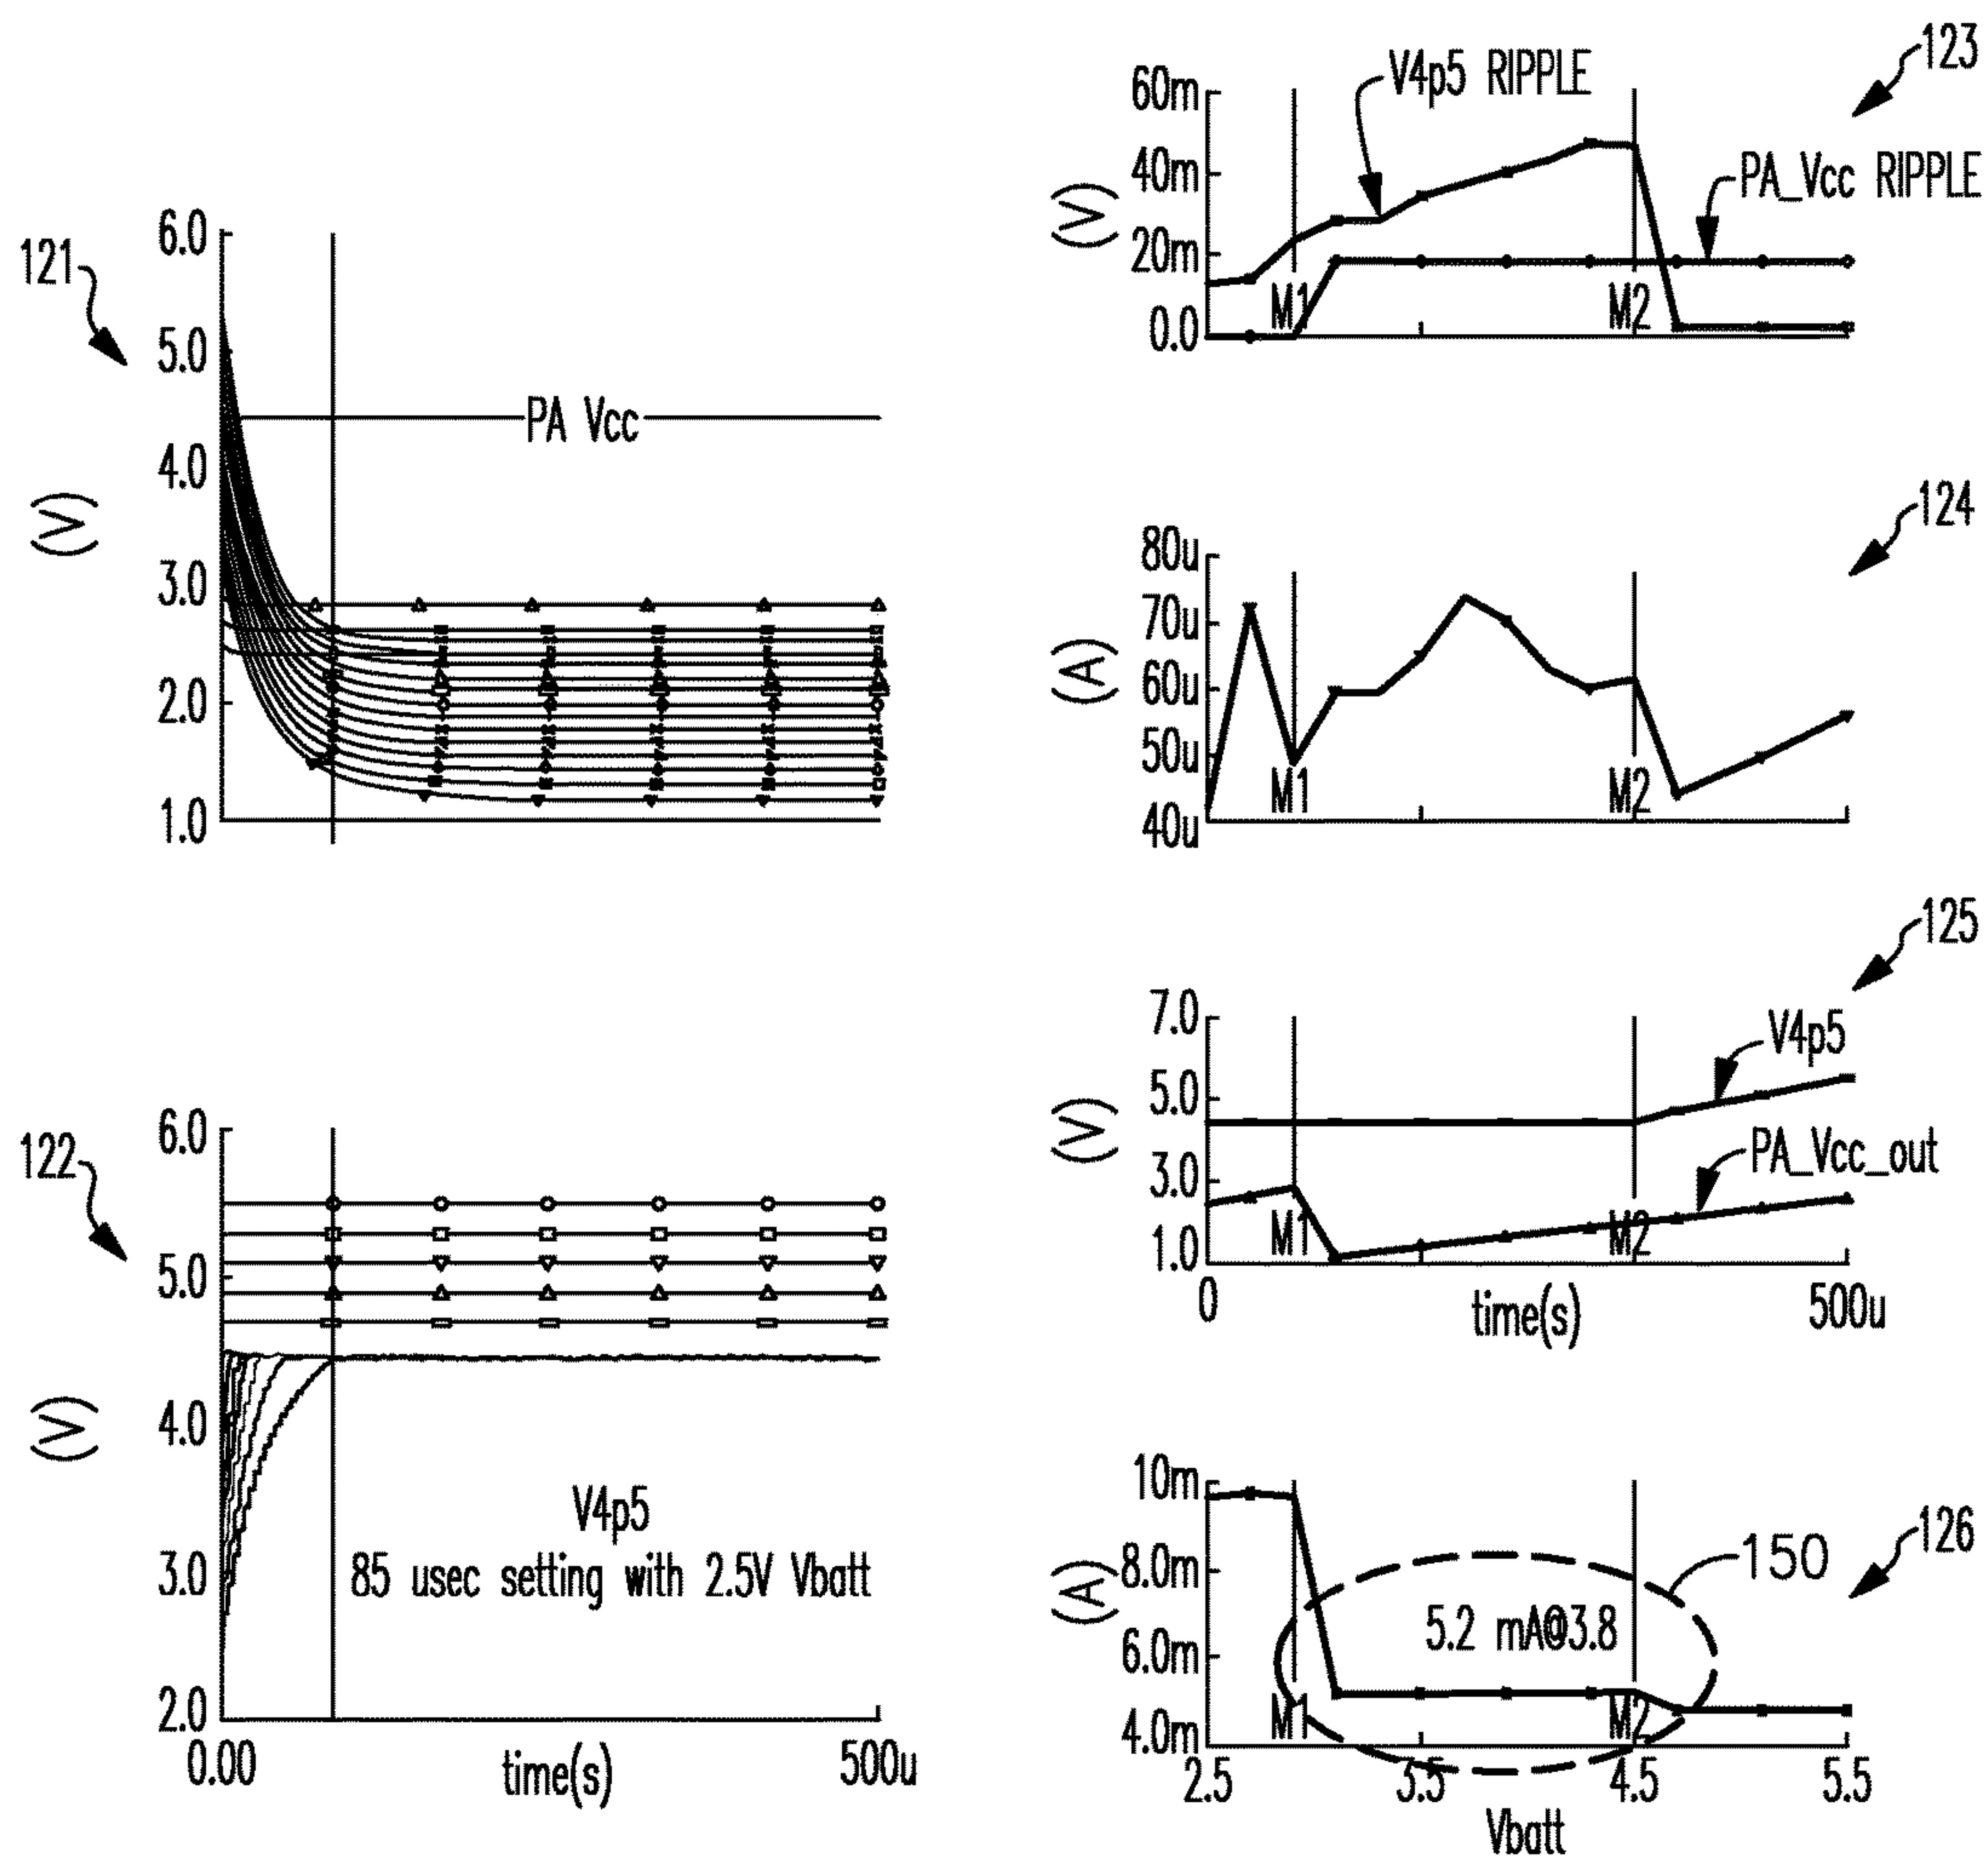 121
6.0
5.0
4.0
3.0
2.0
1.0
(V)
PA Vcc
122
6.0
5.0
4.0
3.0
2.0
(V)
V4p5
85 usec setting with 2.5V Vbatt
0.00
time(s)
500u
123
60m
40m
20m
0.0
(V)
V4p5 RIPPLE
PA_Vcc RIPPLE
M1
M2
124
80u
70u
60u
50u
40u
(A)
M1
M2
125
7.0
5.0
3.0
1.0
(V)
V4p5
PA_Vcc_out
M1
M2
0
time(s)
500u
126
10m
8.0m
6.0m
4.0m
(A)
150
5.2 mA@3.8
M1
M2
2.5
3.5
4.5
5.5
Vbatt